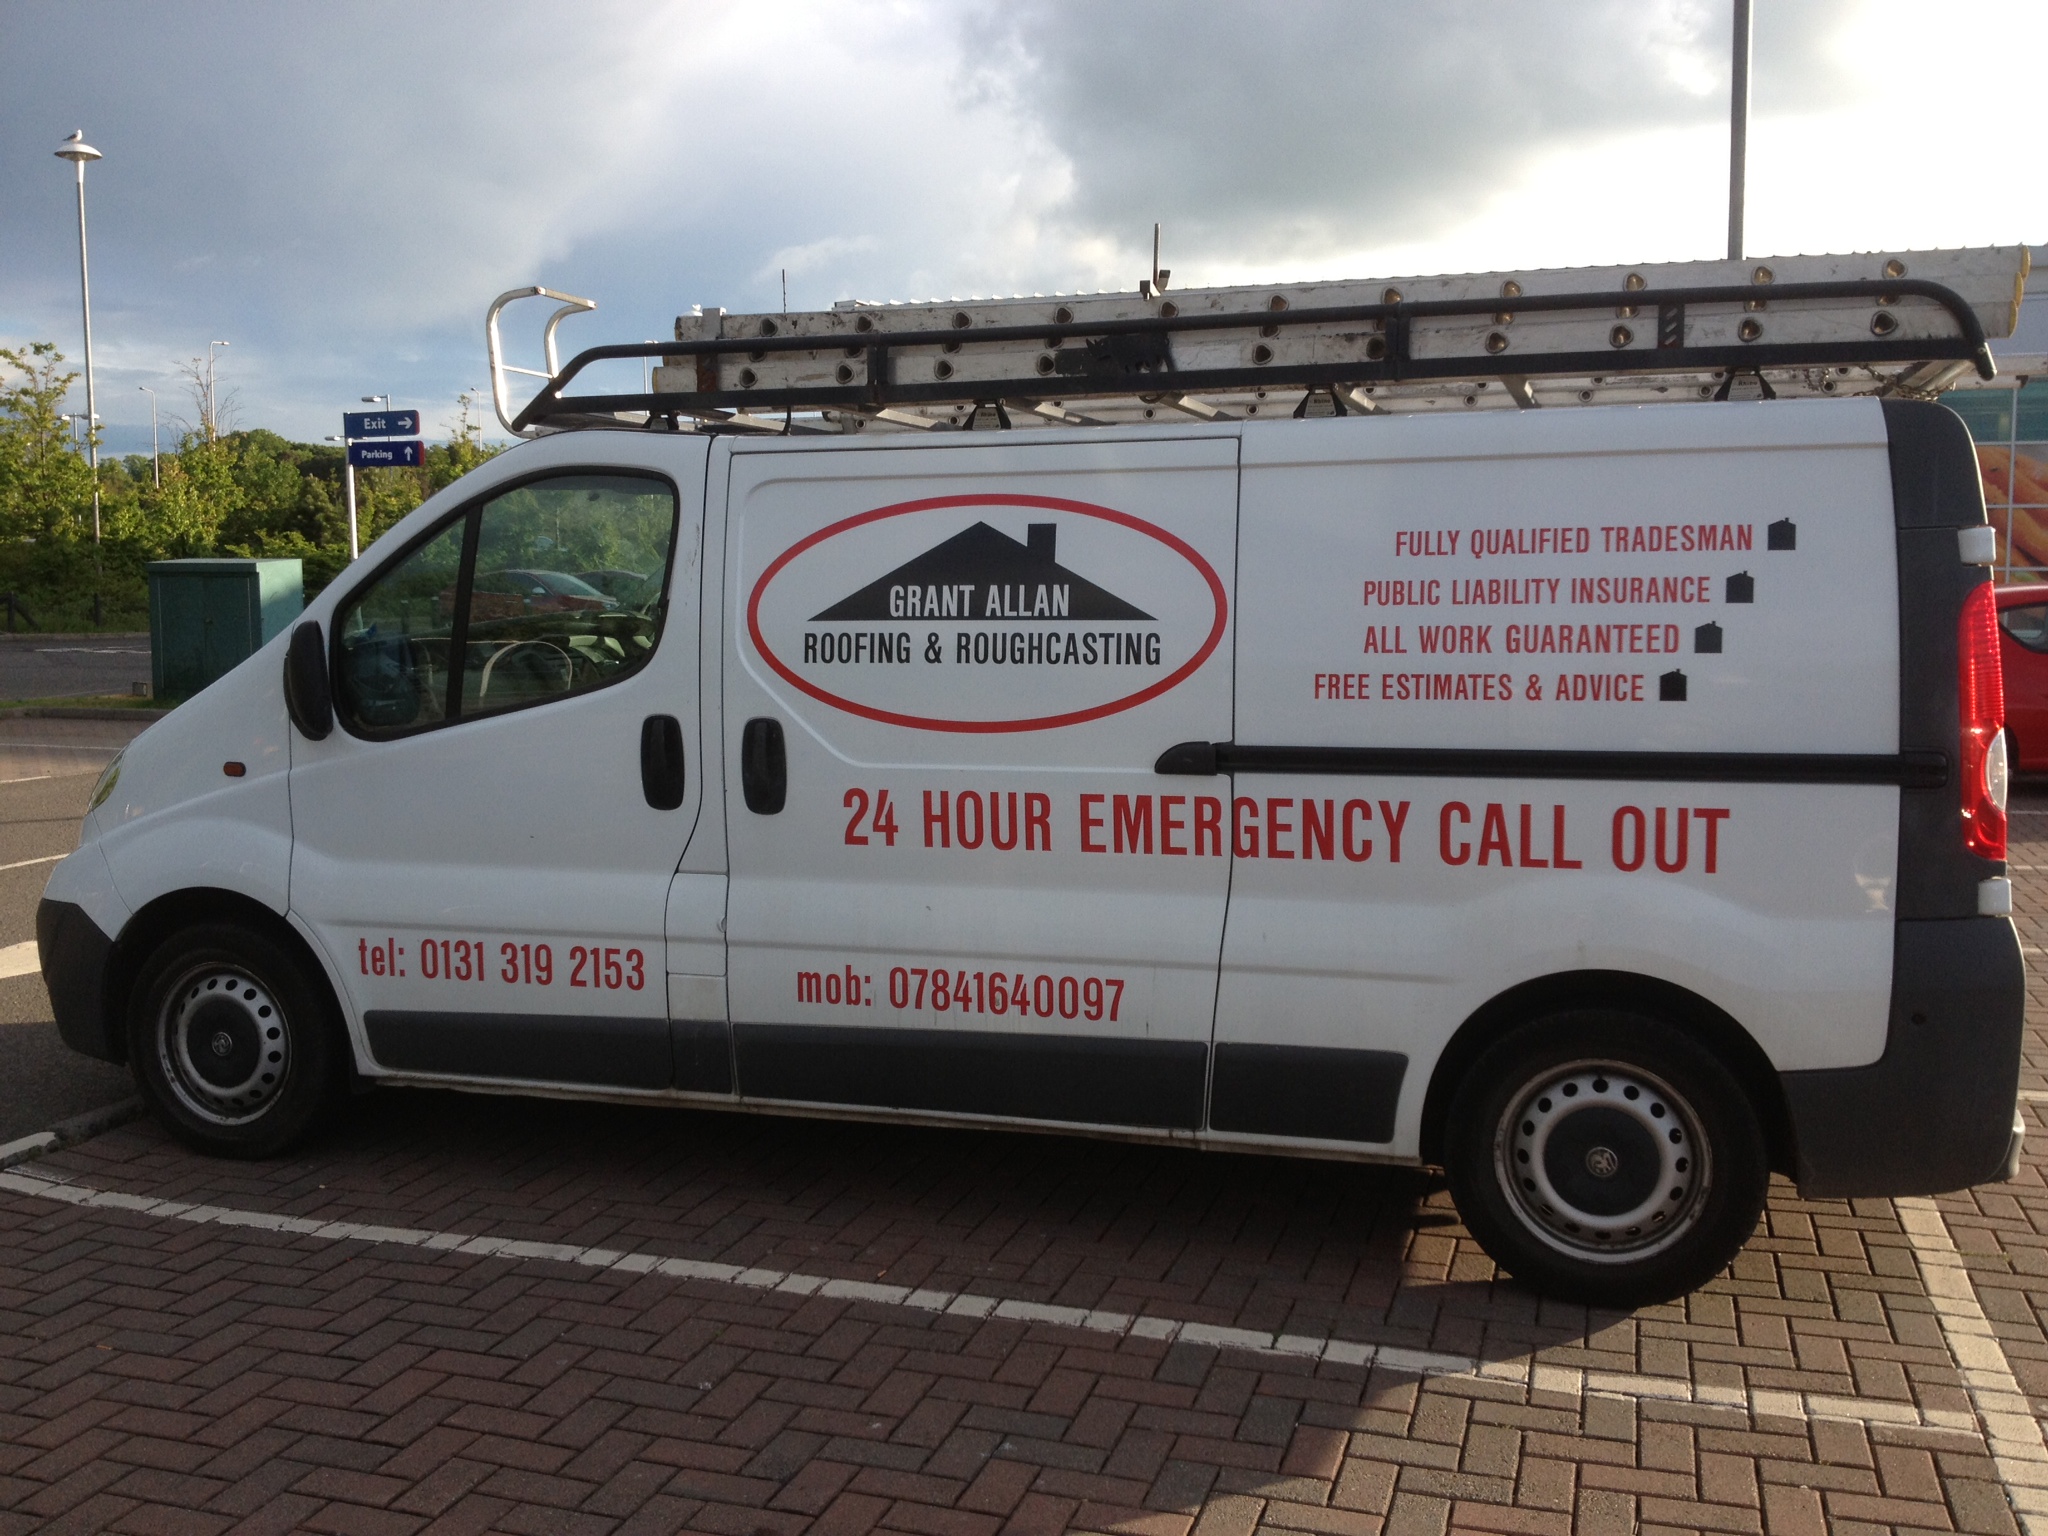 Exit
Parking
GRANT ALLAN
ROOFING & ROUGHCASTING
FULLY QUALIFIED TRADESMAN
PUBLIC LIABILITY INSURANCE
ALL WORK GUARANTEED
FREE ESTIMATES & ADVICE
24 HOUR EMERGENCY CALL OUT
tel: 0131 319 2153
mob: 07841640097